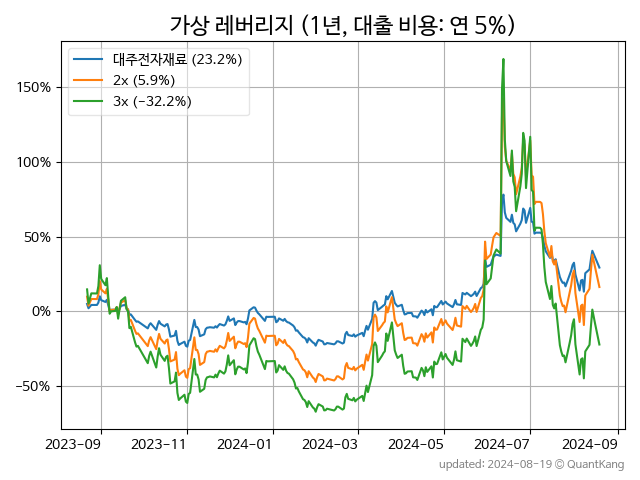 가상 레버리지 (1년, 대출 비용: 연 5%)
대주전자재료 (23.2%)
2x (5.9%)
3x (-32.2%)
150%
100%
50%
0%
-50%
2023-09 2023-11 2024-01 2024-03 2024-05 2024-07 2024-09
updated: 2024-08-19 © QuantKang